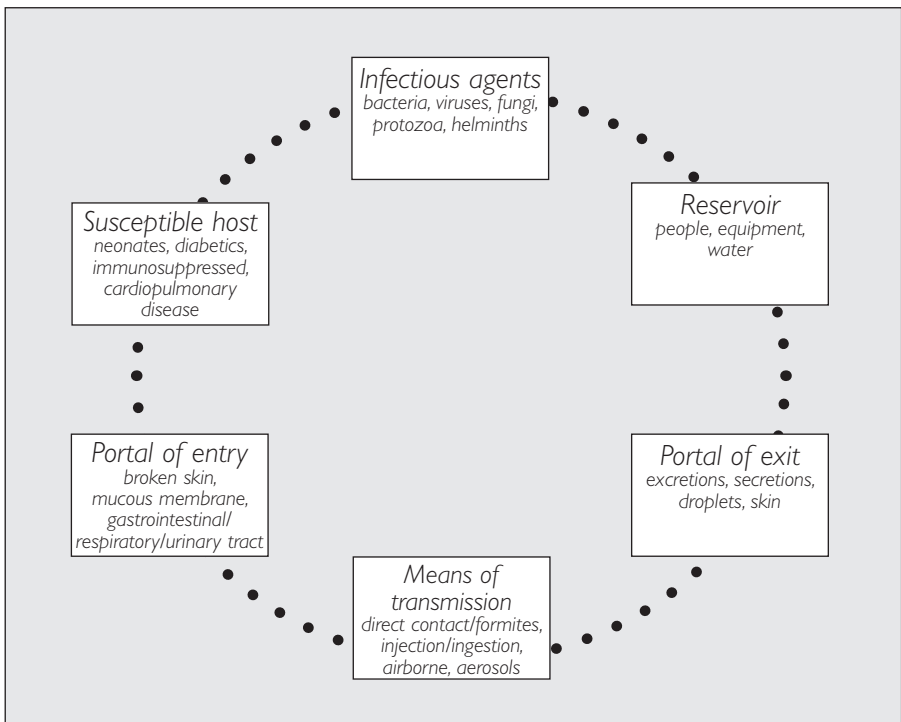 Infectious agents
bacteria, viruses, fungi,
protozoa, helminths
Reservoir
people, equipment,
water
Portal of exit
excretions, secretions,
droplets, skin
Means of
transmission
direct contact/formites,
injection/ingestion,
airborne, aerosols
Portal of entry
broken skin,
mucous membrane,
gastrointestinal/
respiratory/urinary tract
Susceptible host
neonates, diabetics,
immunosuppressed,
cardiopulmonary
disease